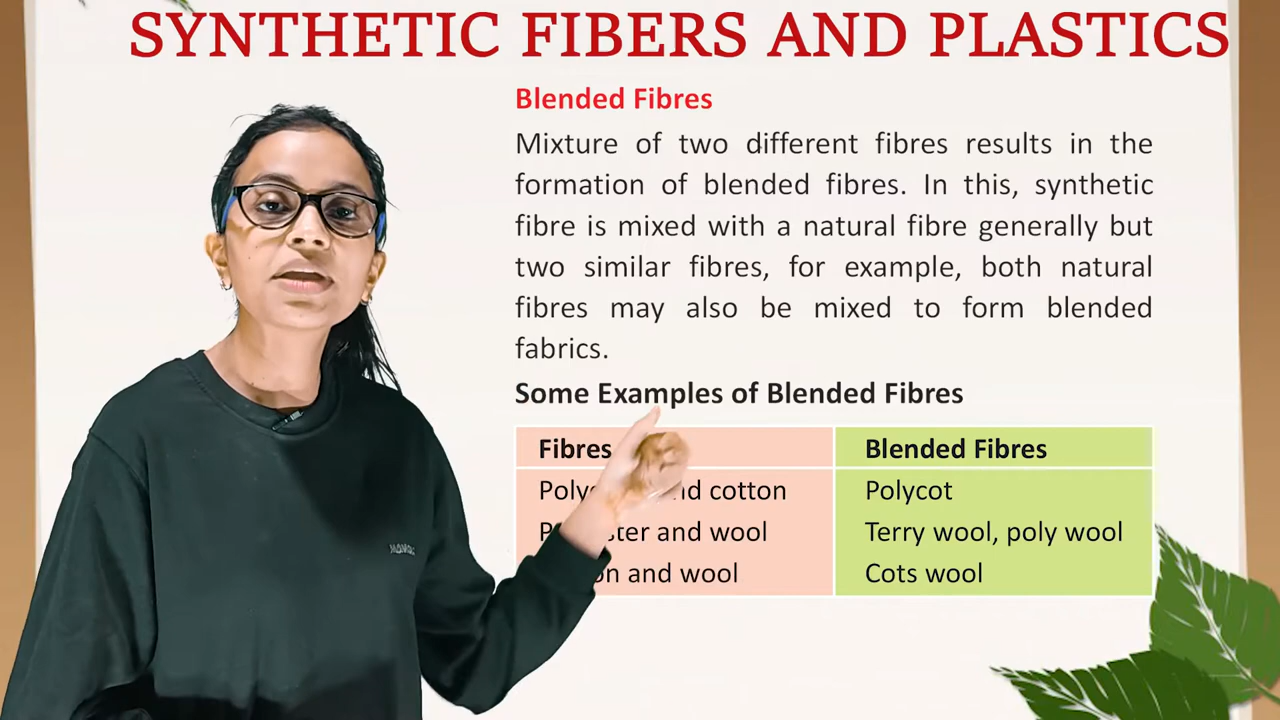 SYNTHETIC FIBERS AND PLASTICS
Blended Fibres
Mixture of two different fibres results in the
formation of blended fibres. In this, synthetic
fibre is mixed with a natural fibre generally but
two similar fibres, for example, both natural
fibres may also be mixed to form blended
fabrics.
Some Examples of Blended Fibres
Fibres Blended Fibres
cotton Polycot
and wool Terry wool, poly wool
and wool Cots wool